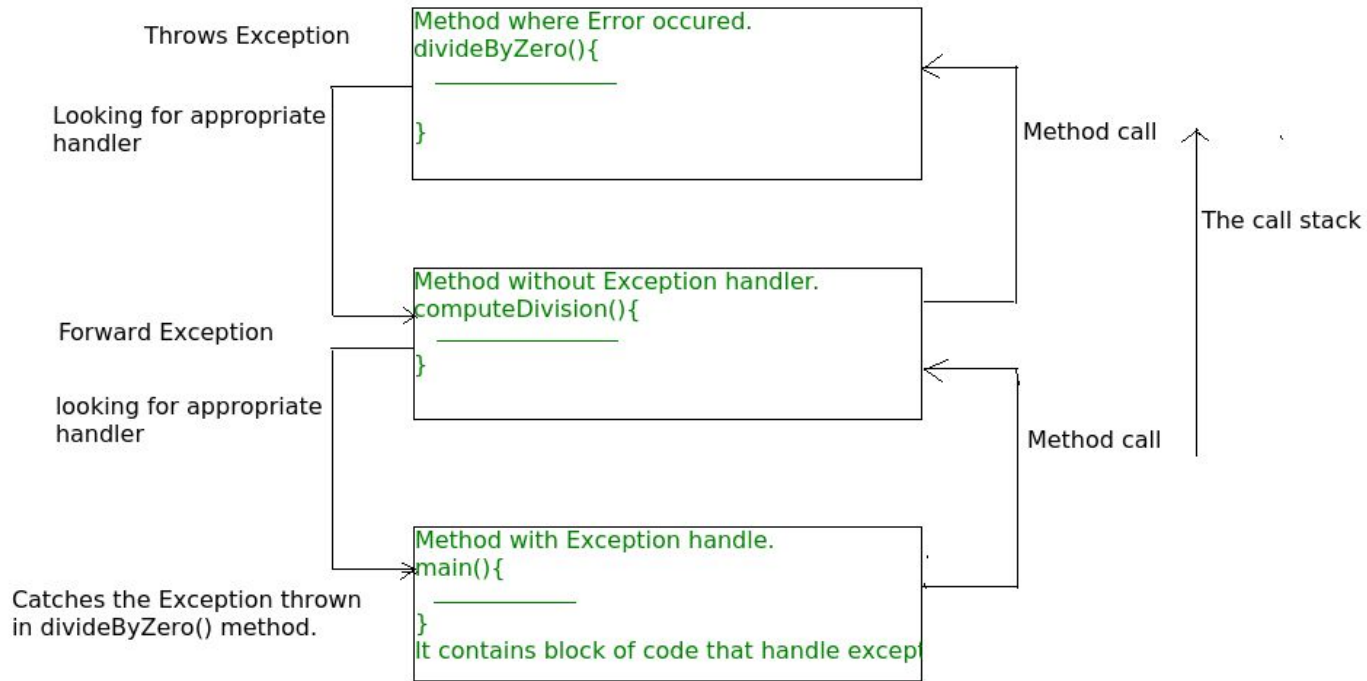 Throws Exception
Method where Error occured.
divideByZero(){
}
Looking for appropriate
handler
Method call
The call stack
Method without Exception handler.
computeDivision(){
}
Forward Exception
looking for appropriate
handler
Method call
Method with Exception handle.
main(){
}
It contains block of code that handle except
Catches the Exception thrown
in divideByZero() method.